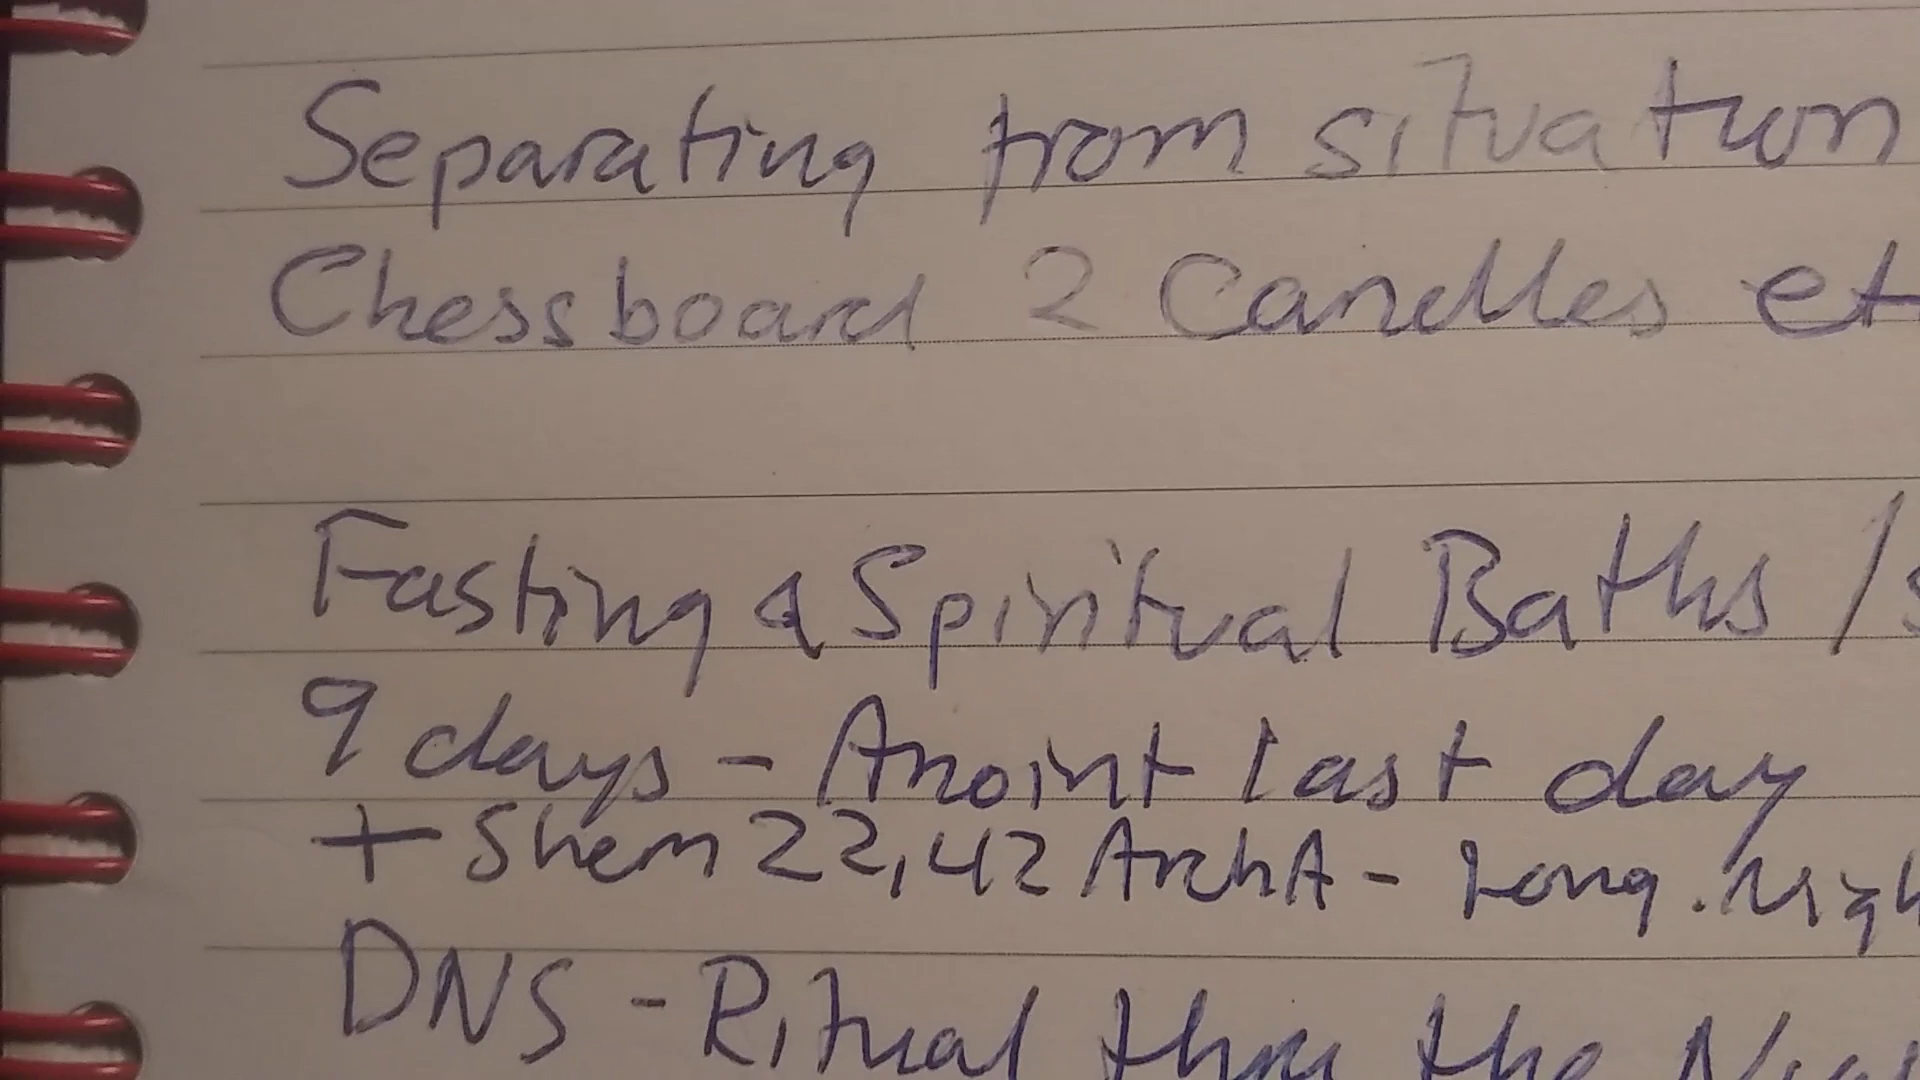 Separating from situation
Chessboard 2 Candles et
Fasting & Spiritual Baths /
9 days - Anoint last day
+ Shem 22,42 ArchA - Long.
DNS - Ritual thru the